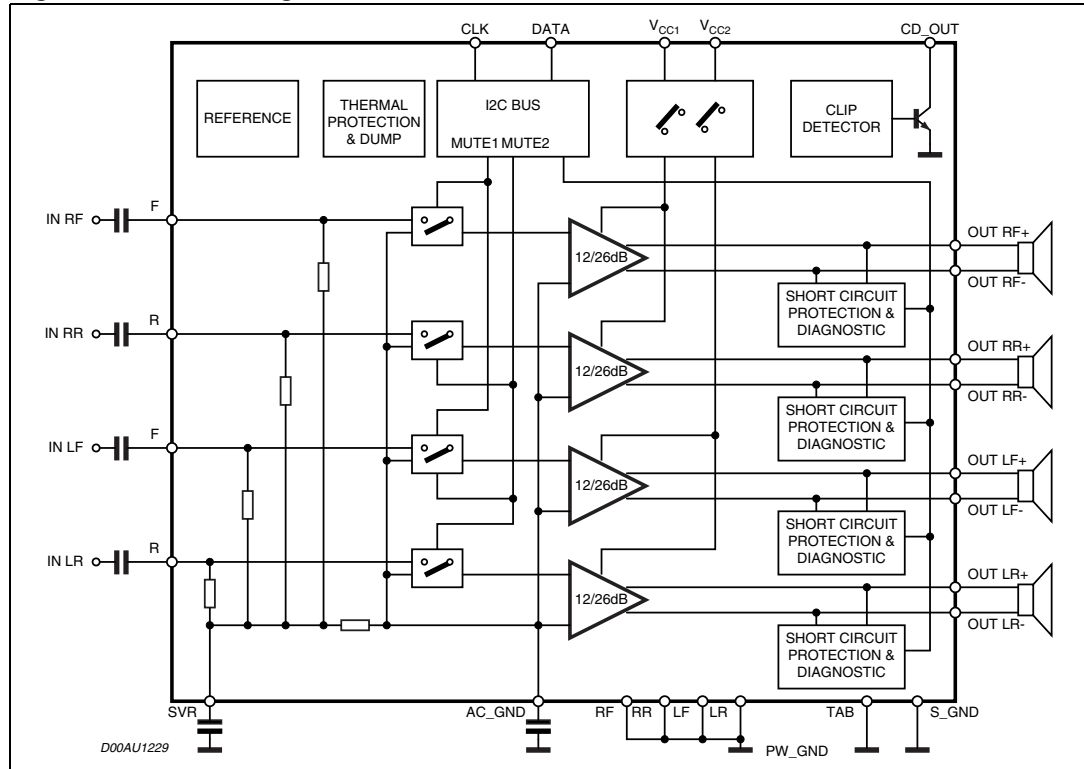 CLK DATA VCC1 VCC2 CD_OUT
REFERENCE
THERMAL
PROTECTION
& DUMP
I2C BUS
MUTE1 MUTE2
CLIP
DETECTOR
IN RF F
12/26dB
OUT RF+
OUT RF-
SHORT CIRCUIT
PROTECTION &
DIAGNOSTIC
IN RR R
12/26dB
OUT RR+
OUT RR-
SHORT CIRCUIT
PROTECTION &
DIAGNOSTIC
IN LF F
12/26dB
OUT LF+
OUT LF-
SHORT CIRCUIT
PROTECTION &
DIAGNOSTIC
IN LR R
12/26dB
OUT LR+
OUT LR-
SHORT CIRCUIT
PROTECTION &
DIAGNOSTIC
SVR AC_GND RF RR LF LR TAB S_GND
PW_GND
D00AU1229